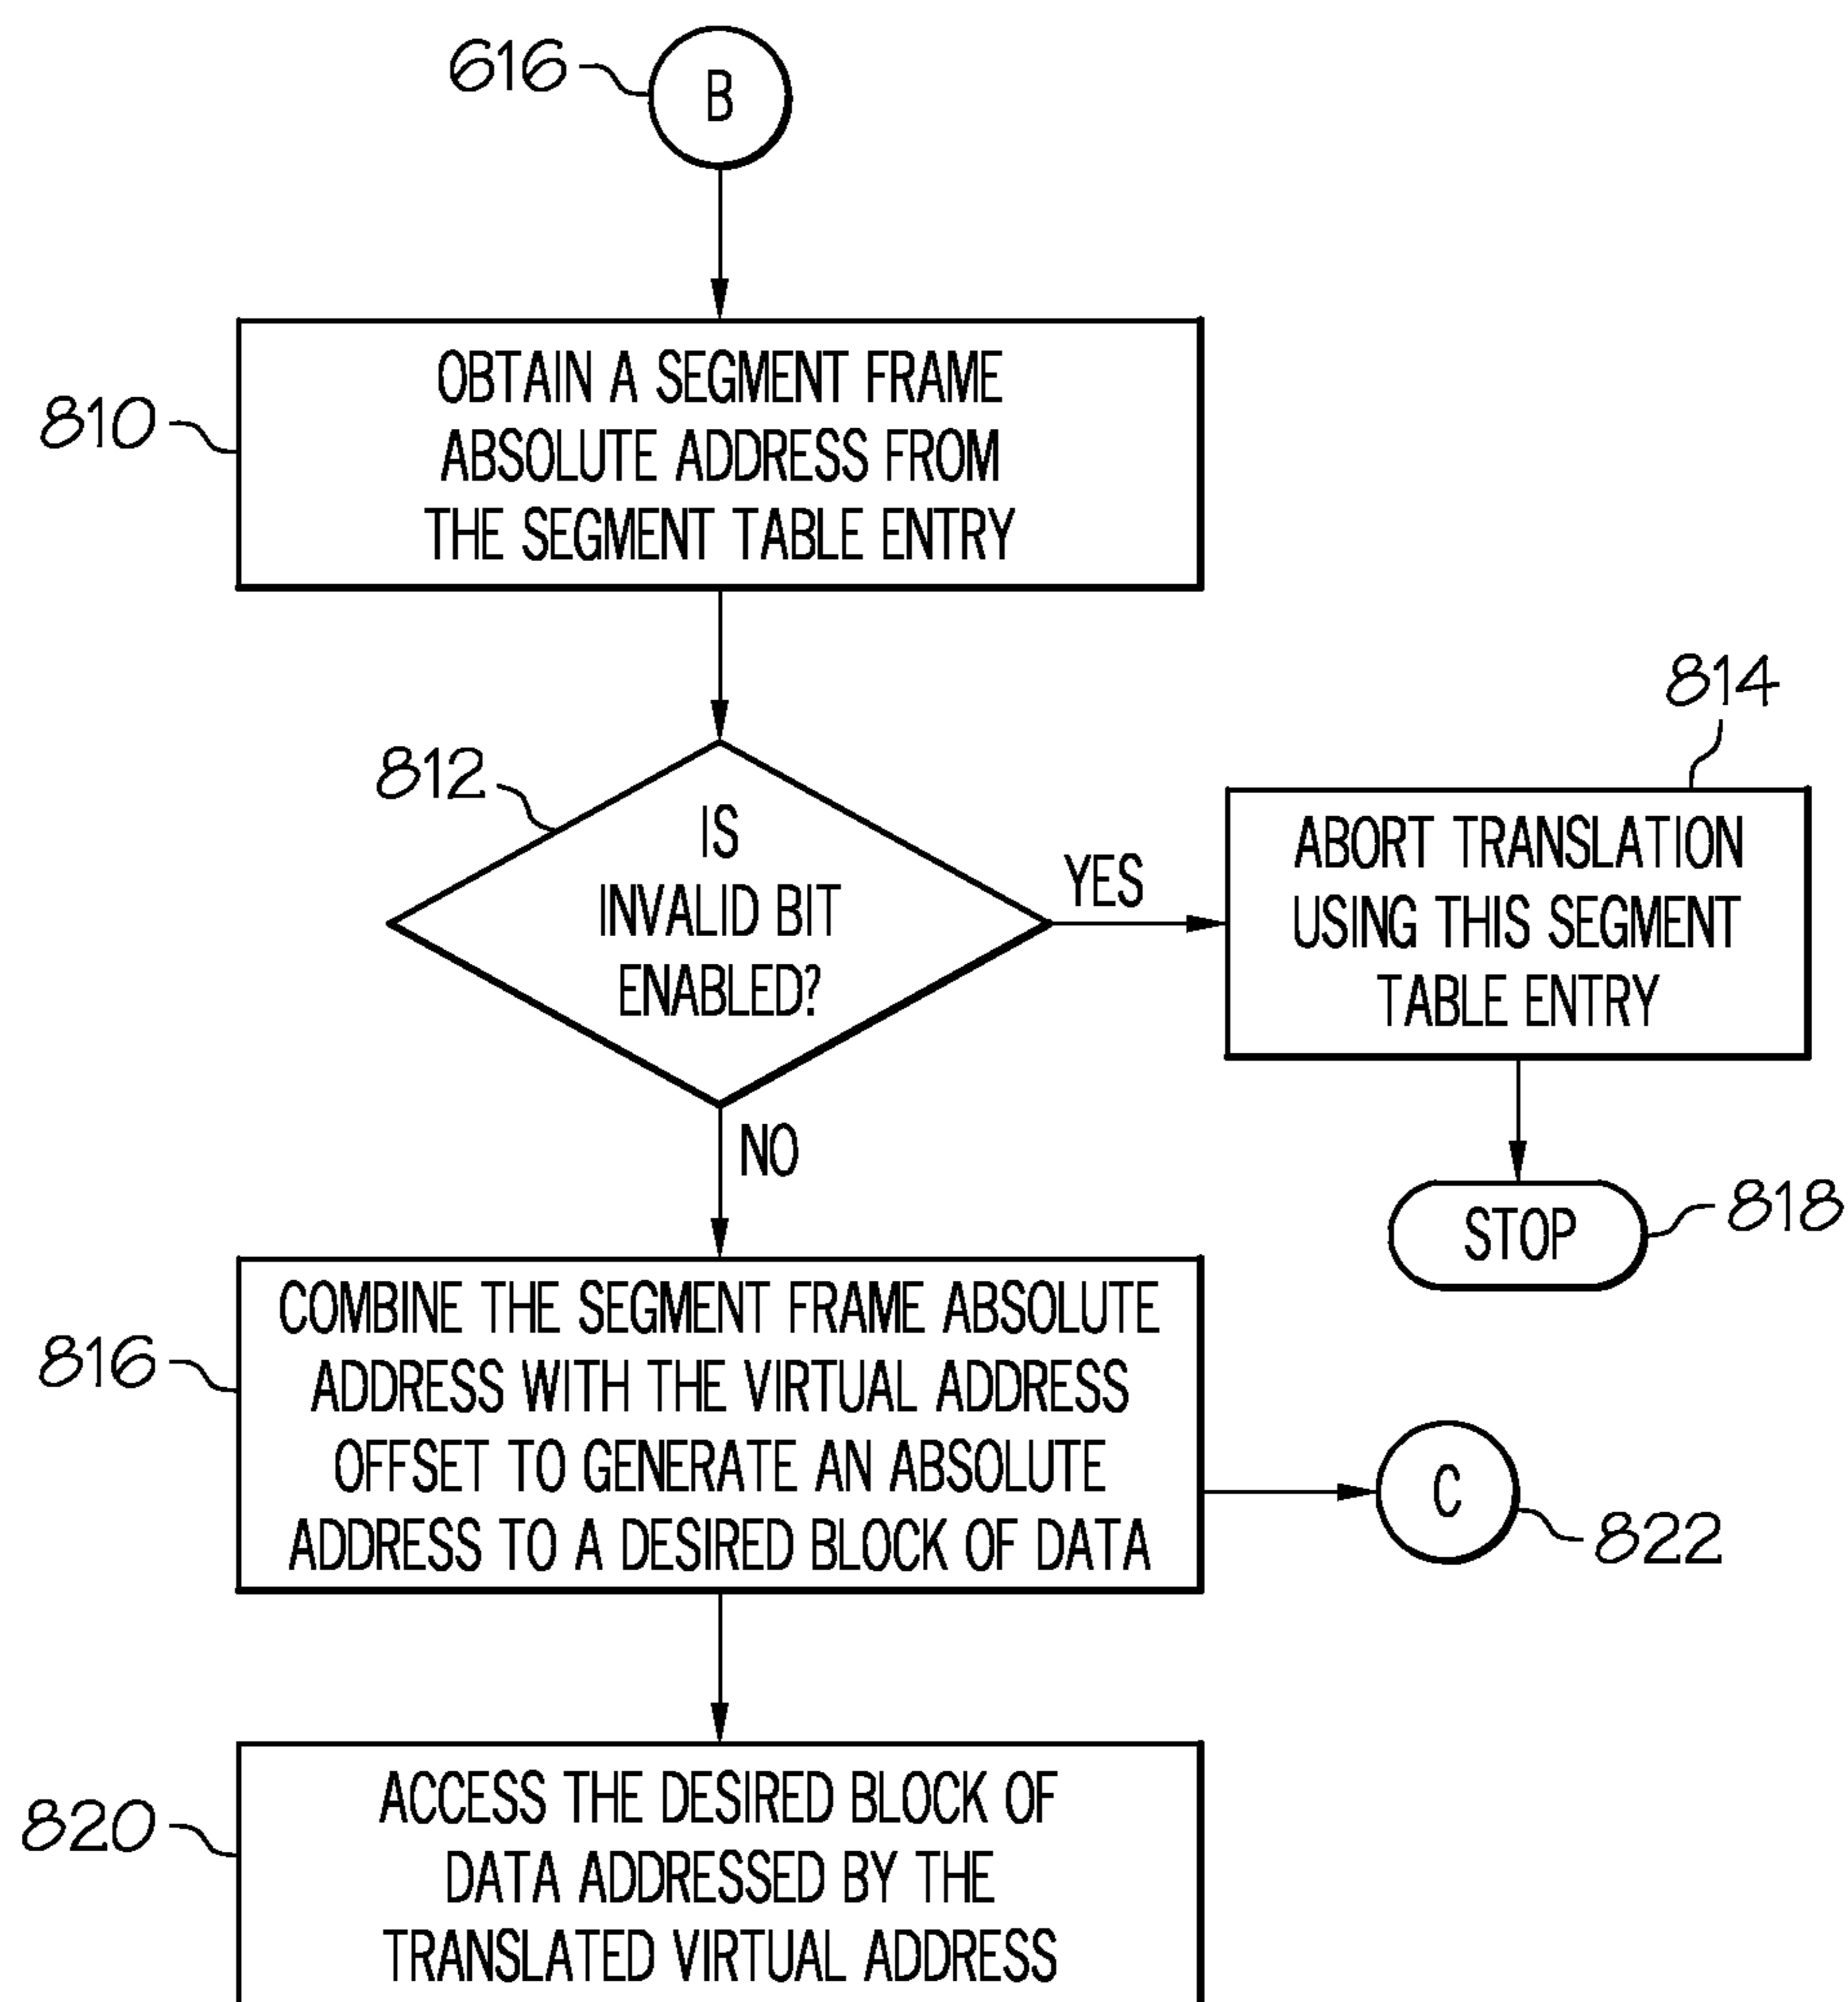 616
B
810
OBTAIN A SEGMENT FRAME
ABSOLUTE ADDRESS FROM
THE SEGMENT TABLE ENTRY
812
IS
INVALID BIT
ENABLED?
YES
814
ABORT TRANSLATION
USING THIS SEGMENT
TABLE ENTRY
STOP
818
NO
816
COMBINE THE SEGMENT FRAME ABSOLUTE
ADDRESS WITH THE VIRTUAL ADDRESS
OFFSET TO GENERATE AN ABSOLUTE
ADDRESS TO A DESIRED BLOCK OF DATA
C
822
820
ACCESS THE DESIRED BLOCK OF
DATA ADDRESSED BY THE
TRANSLATED VIRTUAL ADDRESS